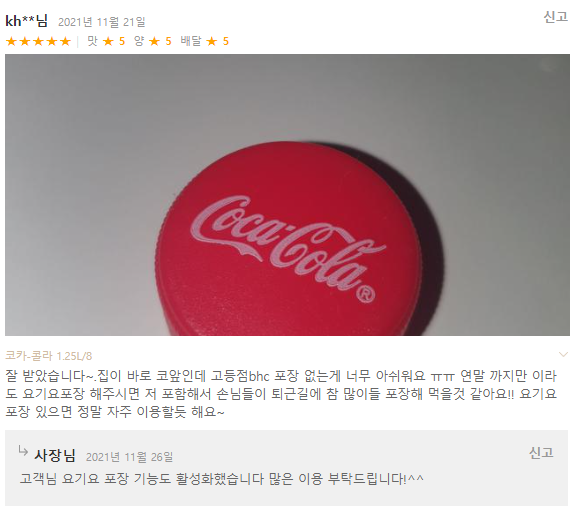 kh**님 2021년 11월 21일 신고
★★★★★ | 맛 ★ 5 양 ★ 5 배달 ★ 5
Coca-Cola®
코카-콜라 1.25L/8
잘 받았습니다~.집이 바로 코앞인데 고등점bhc 포장 없는게 너무 아쉬워요 ㅠㅠ 연말 까지만 이라
도 요기요포장 해주시면 저 포함해서 손님들이 퇴근길에 참 많이들 포장해 먹을것 같아요!! 요기요
포장 있으면 정말 자주 이용할듯 해요~
사장님 2021년 11월 26일 신고
고객님 요기요 포장 기능도 활성화했습니다 많은 이용 부탁드립니다!^^